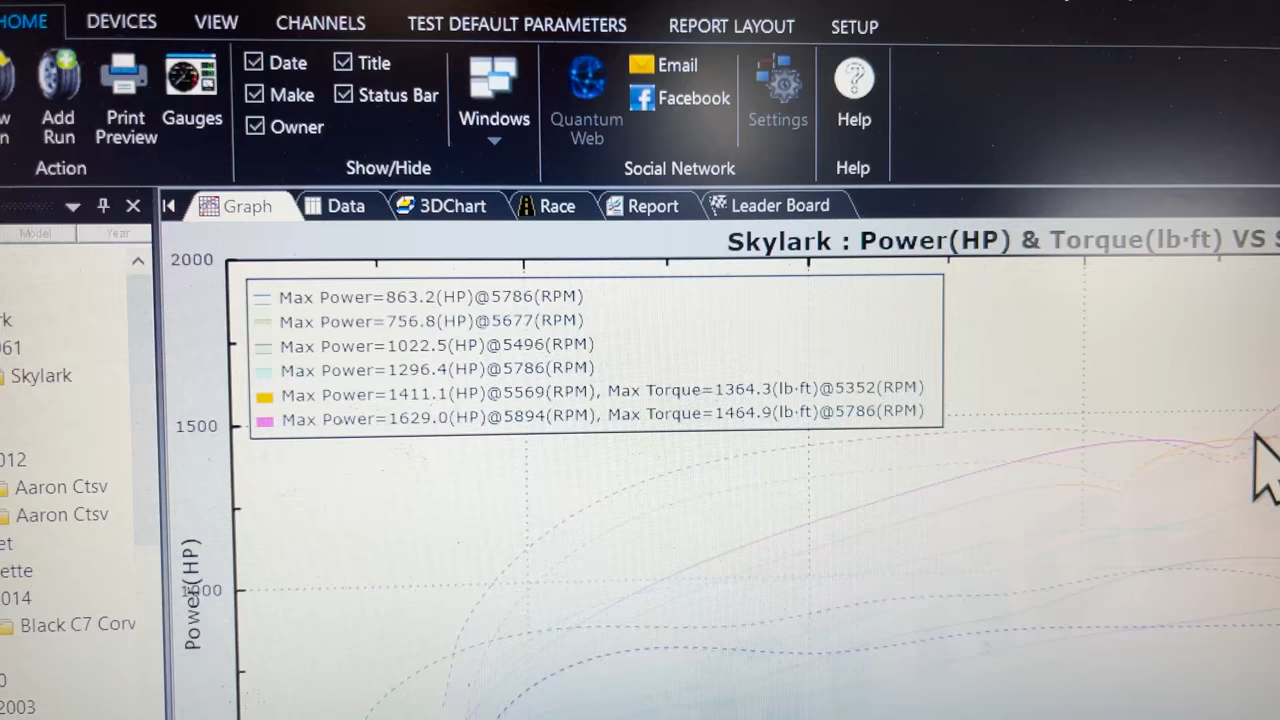 HOME DEVICES VIEW CHANNELS TEST DEFAULT PARAMETERS REPORT LAYOUT SETUP
Add Run
Print Preview
Gauges
Action
Date Title
Make Status Bar
Owner
Show/Hide
Windows
Quantum Web
Email
Facebook
Social Network
Settings
Help
Help
Model Year
Graph Data 3DChart Race Report Leader Board
Skylark : Power(HP) & Torque(lb·ft) VS
2000
Max Power=863.2(HP)@5786(RPM)
Max Power=756.8(HP)@5677(RPM)
Max Power=1022.5(HP)@5496(RPM)
Max Power=1296.4(HP)@5786(RPM)
Max Power=1411.1(HP)@5569(RPM), Max Torque=1364.3(lb·ft)@5352(RPM)
Max Power=1629.0(HP)@5894(RPM), Max Torque=1464.9(lb·ft)@5786(RPM)
1500
1000
Power(HP)
061
Skylark
012
Aaron Ctsv
Aaron Ctsv
et
ette
014
Black C7 Corv
0
2003